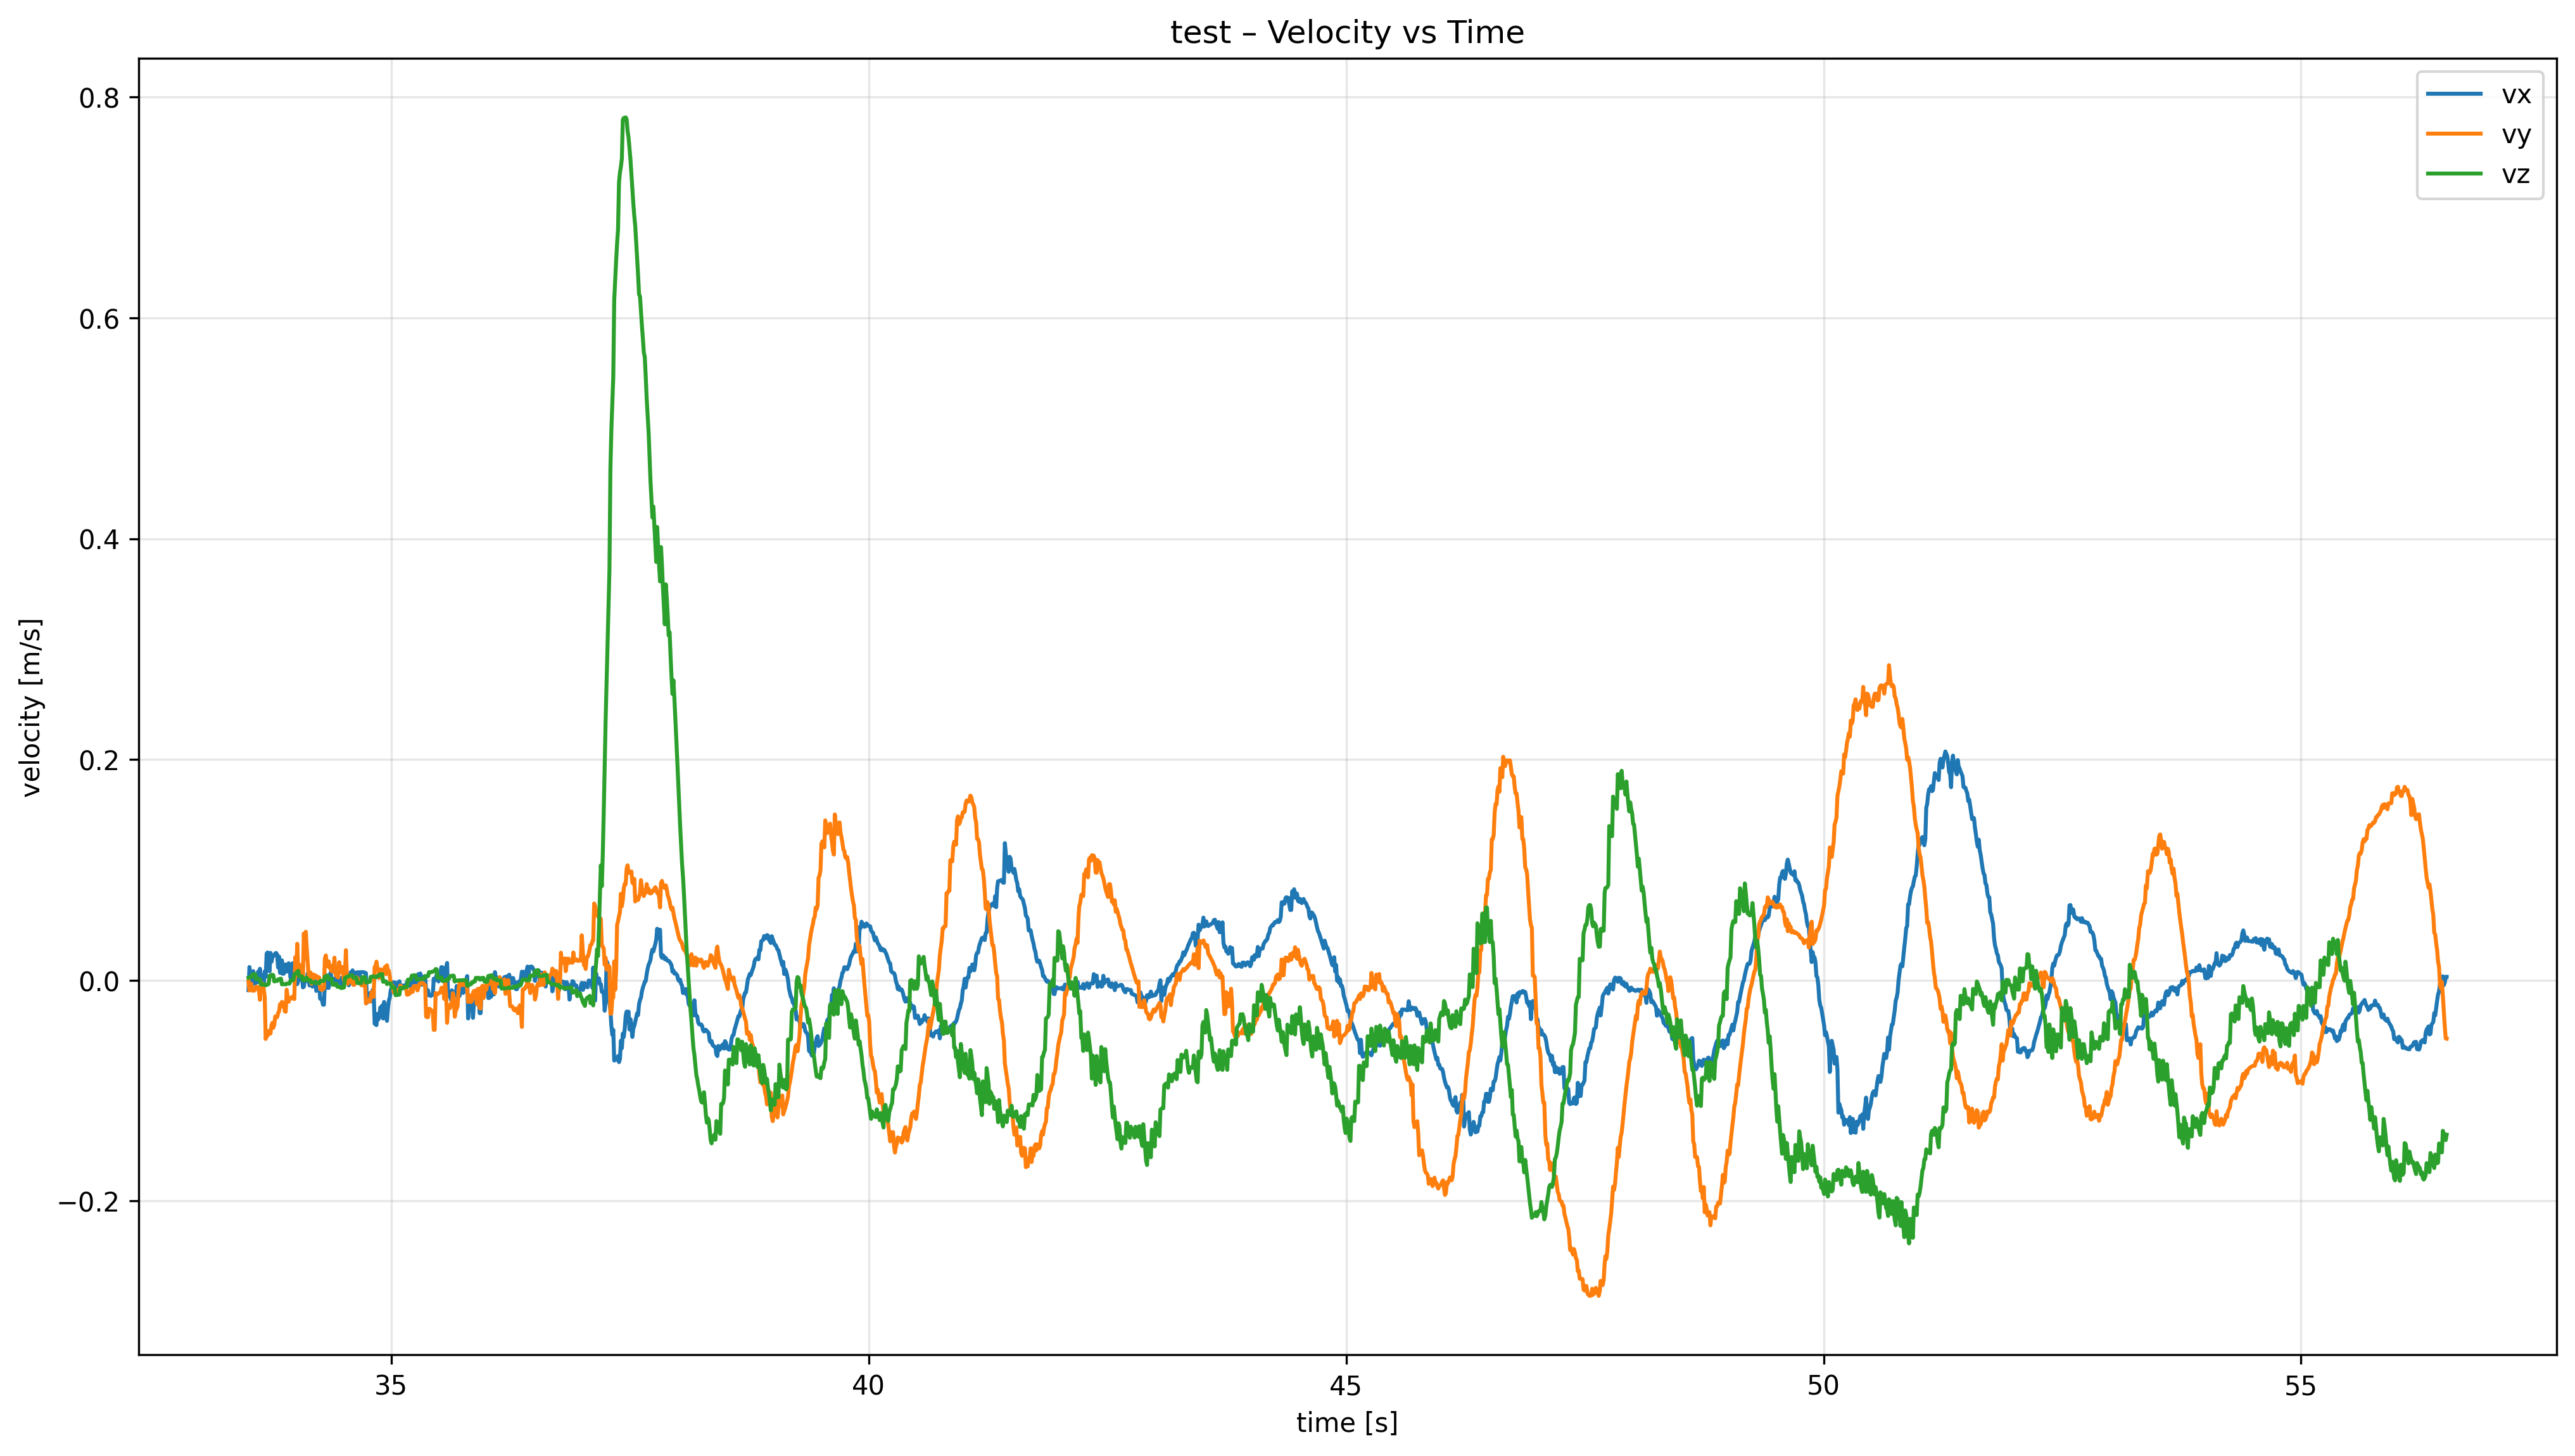 test – Velocity vs Time
vx
vy
vz
velocity [m/s]
0.8
0.6
0.4
0.2
0.0
−0.2
35
40
45
50
55
time [s]